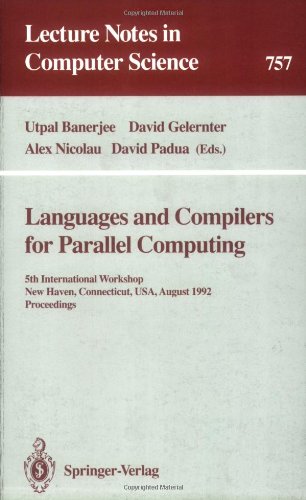 Lecture Notes in
Computer Science
757
Utpal Banerjee David Gelernter
Alex Nicolau David Padua (Eds.)
Languages and Compilers
for Parallel Computing
5th International Workshop
New Haven, Connecticut, USA, August 1992
Proceedings
Springer-Verlag